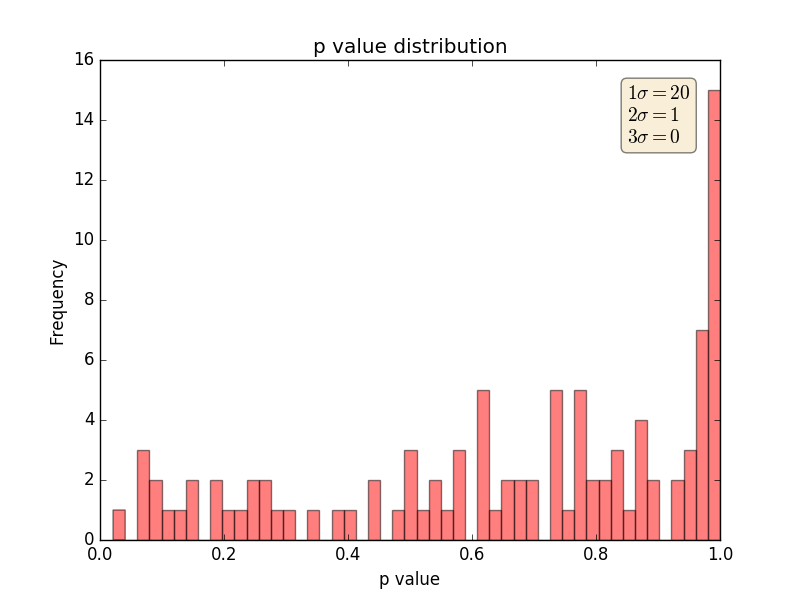 p value distribution
16
14
12
10
8
6
4
2
0
Frequency
1σ = 20
2σ = 1
3σ = 0
0.0 0.2 0.4 0.6 0.8 1.0
p value